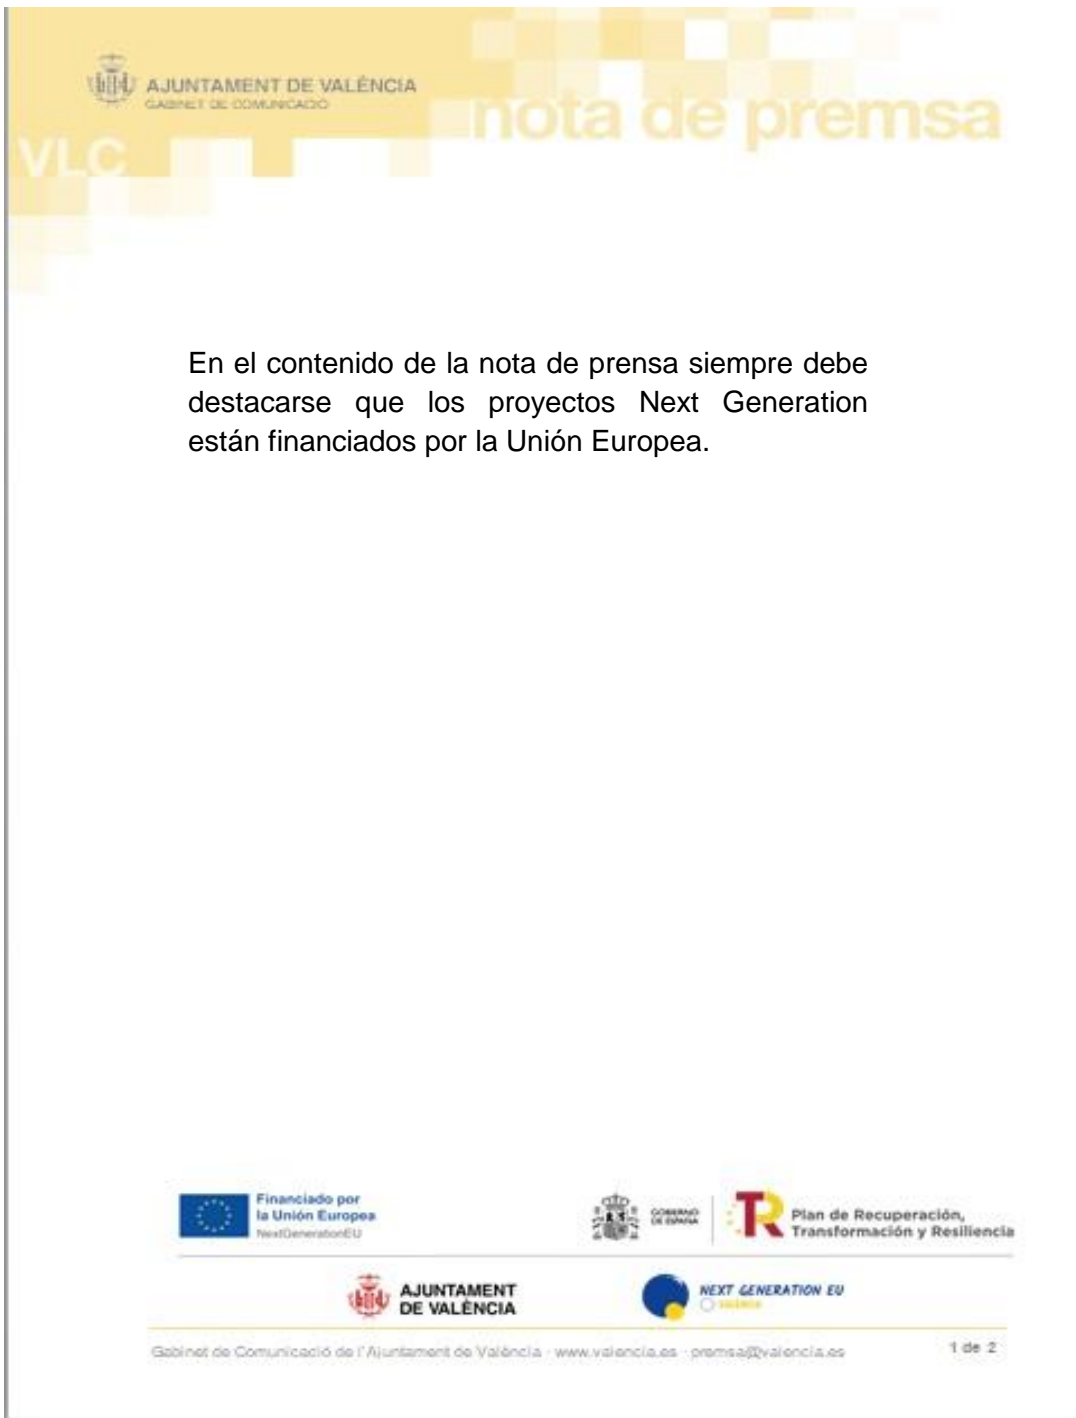 AJUNTAMENT DE VALÈNCIA
GABINET DE COMUNICACIÓ
nota de premsa
VLC
En el contenido de la nota de prensa siempre debe
destacarse que los proyectos Next Generation
están financiados por la Unión Europea.
Financiado por
la Unión Europea
NextGenerationEU
GOBIERNO
DE ESPAÑA
Plan de Recuperación,
Transformación y Resiliencia
AJUNTAMENT
DE VALÈNCIA
NEXT GENERATION EU
VALÈNCIA
Gabinet de Comunicació de l'Ajuntament de València · www.valencia.es · premsa@valencia.es
1 de 2